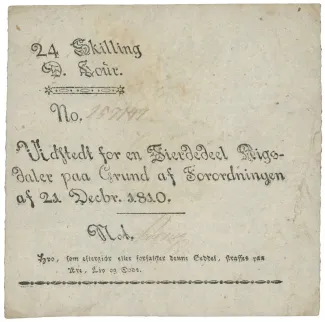 24 Skilling
D. Cour.
No. 157197
Udstedt for en Fierdedeel Rigs-
daler paa Grund af Forordningen
af 21 Decbr. 1810.
Not.
Hvo, som eftergiør eller forfalsker denne Seddel, straffes paa
Ære, Liv og Gods.